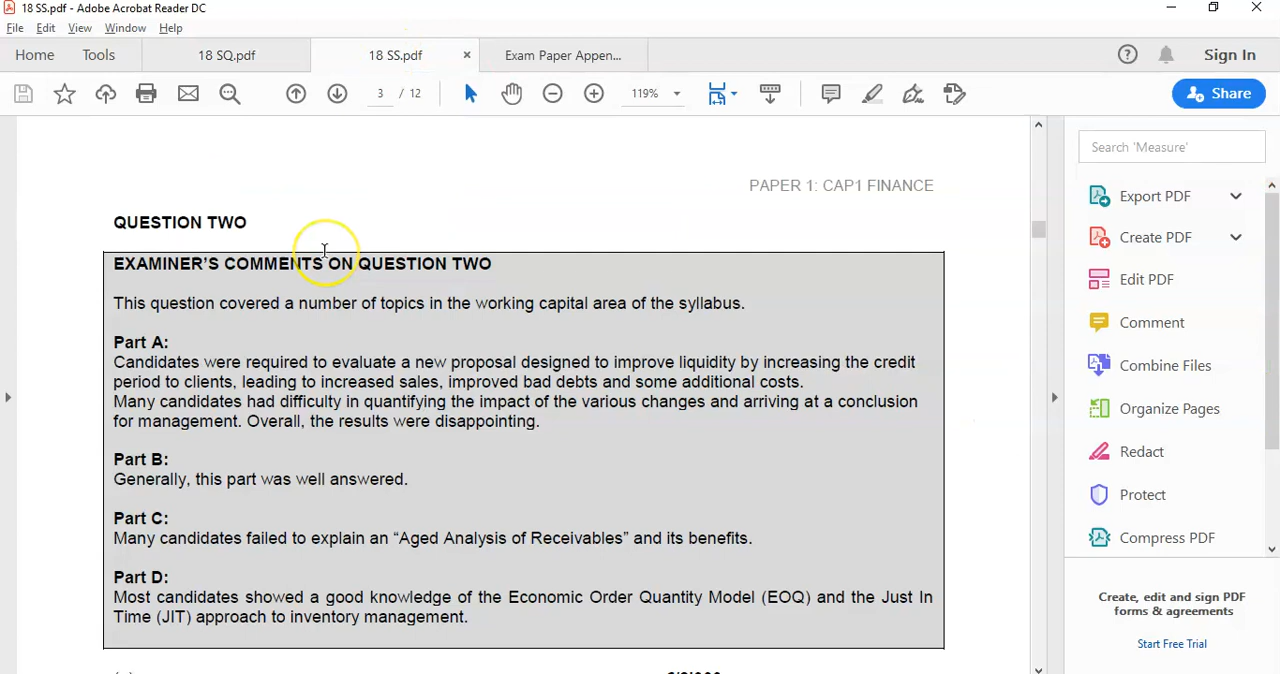 18 SS.pdf - Adobe Acrobat Reader DC
File Edit View Window Help
Home Tools 18 SQ.pdf 18 SS.pdf × Exam Paper Appen... Sign In
3 / 12 119% Share
Search 'Measure'
Export PDF
Create PDF
Edit PDF
Comment
Combine Files
Organize Pages
Redact
Protect
Compress PDF
Create, edit and sign PDF
forms & agreements
Start Free Trial
PAPER 1: CAP1 FINANCE
QUESTION TWO
EXAMINER'S COMMENTS ON QUESTION TWO
This question covered a number of topics in the working capital area of the syllabus.
Part A:
Candidates were required to evaluate a new proposal designed to improve liquidity by increasing the credit
period to clients, leading to increased sales, improved bad debts and some additional costs.
Many candidates had difficulty in quantifying the impact of the various changes and arriving at a conclusion
for management. Overall, the results were disappointing.
Part B:
Generally, this part was well answered.
Part C:
Many candidates failed to explain an “Aged Analysis of Receivables” and its benefits.
Part D:
Most candidates showed a good knowledge of the Economic Order Quantity Model (EOQ) and the Just In
Time (JIT) approach to inventory management.